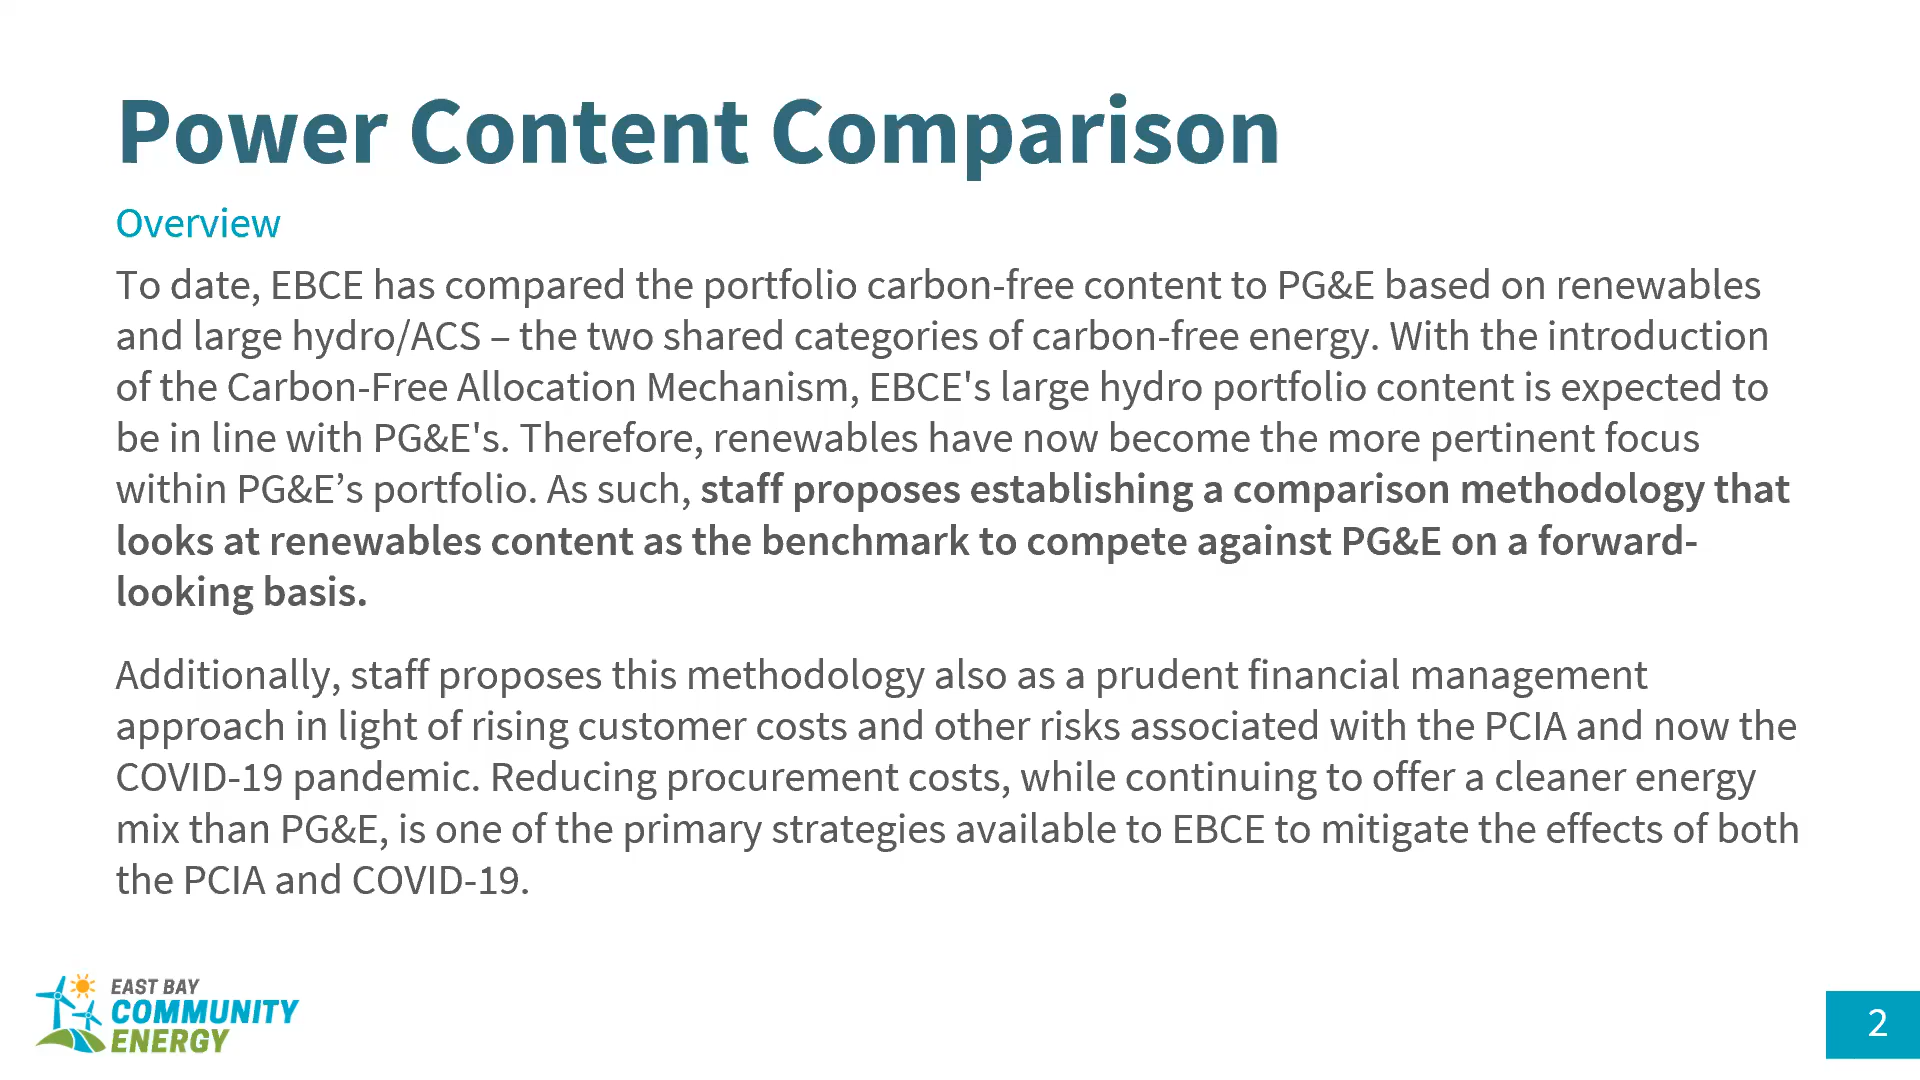 Power Content Comparison
Overview
To date, EBCE has compared the portfolio carbon-free content to PG&E based on renewables
and large hydro/ACS – the two shared categories of carbon-free energy. With the introduction
of the Carbon-Free Allocation Mechanism, EBCE's large hydro portfolio content is expected to
be in line with PG&E's. Therefore, renewables have now become the more pertinent focus
within PG&E’s portfolio. As such, staff proposes establishing a comparison methodology that
looks at renewables content as the benchmark to compete against PG&E on a forward-
looking basis.
Additionally, staff proposes this methodology also as a prudent financial management
approach in light of rising customer costs and other risks associated with the PCIA and now the
COVID-19 pandemic. Reducing procurement costs, while continuing to offer a cleaner energy
mix than PG&E, is one of the primary strategies available to EBCE to mitigate the effects of both
the PCIA and COVID-19.
EAST BAY
COMMUNITY
ENERGY
2